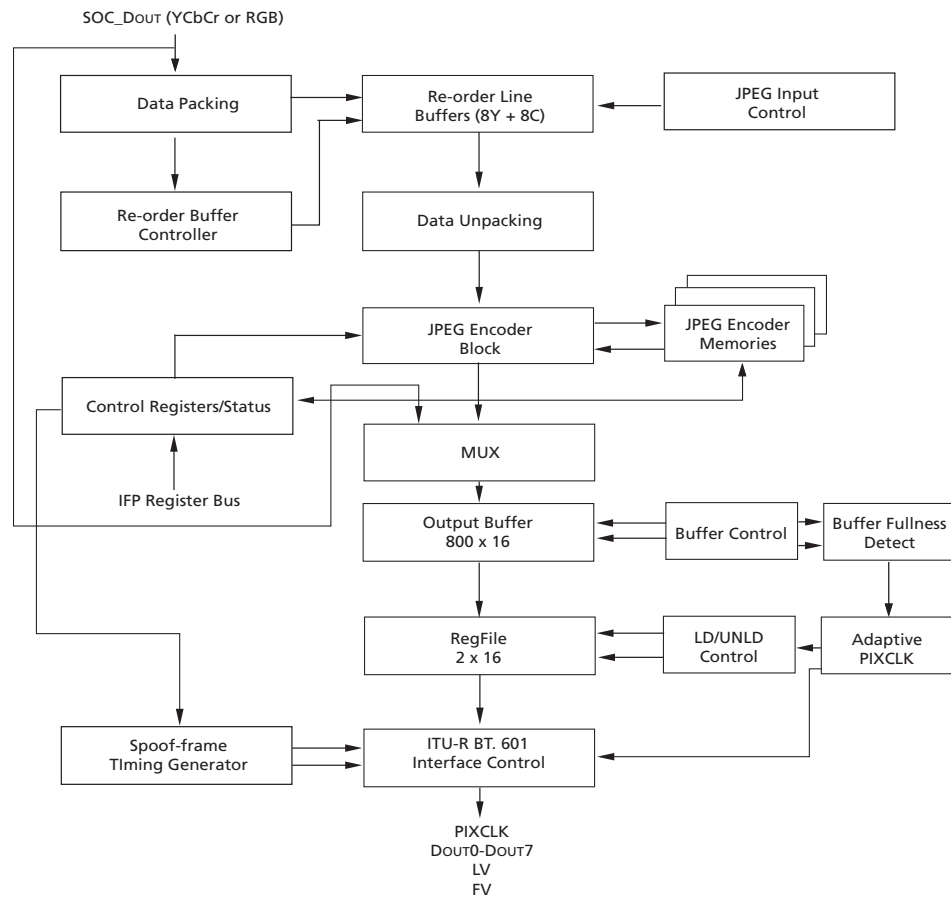 SOC_DOUT (YCbCr or RGB)
Data Packing
Re-order Line
Buffers (8Y + 8C)
JPEG Input
Control
Re-order Buffer
Controller
Data Unpacking
JPEG Encoder
Block
JPEG Encoder
Memories
Control Registers/Status
MUX
IFP Register Bus
Output Buffer
800 x 16
Buffer Control
Buffer Fullness
Detect
RegFile
2 x 16
LD/UNLD
Control
Adaptive
PIXCLK
Spoof-frame
TIming Generator
ITU-R BT. 601
Interface Control
PIXCLK
DOUT0-DOUT7
LV
FV